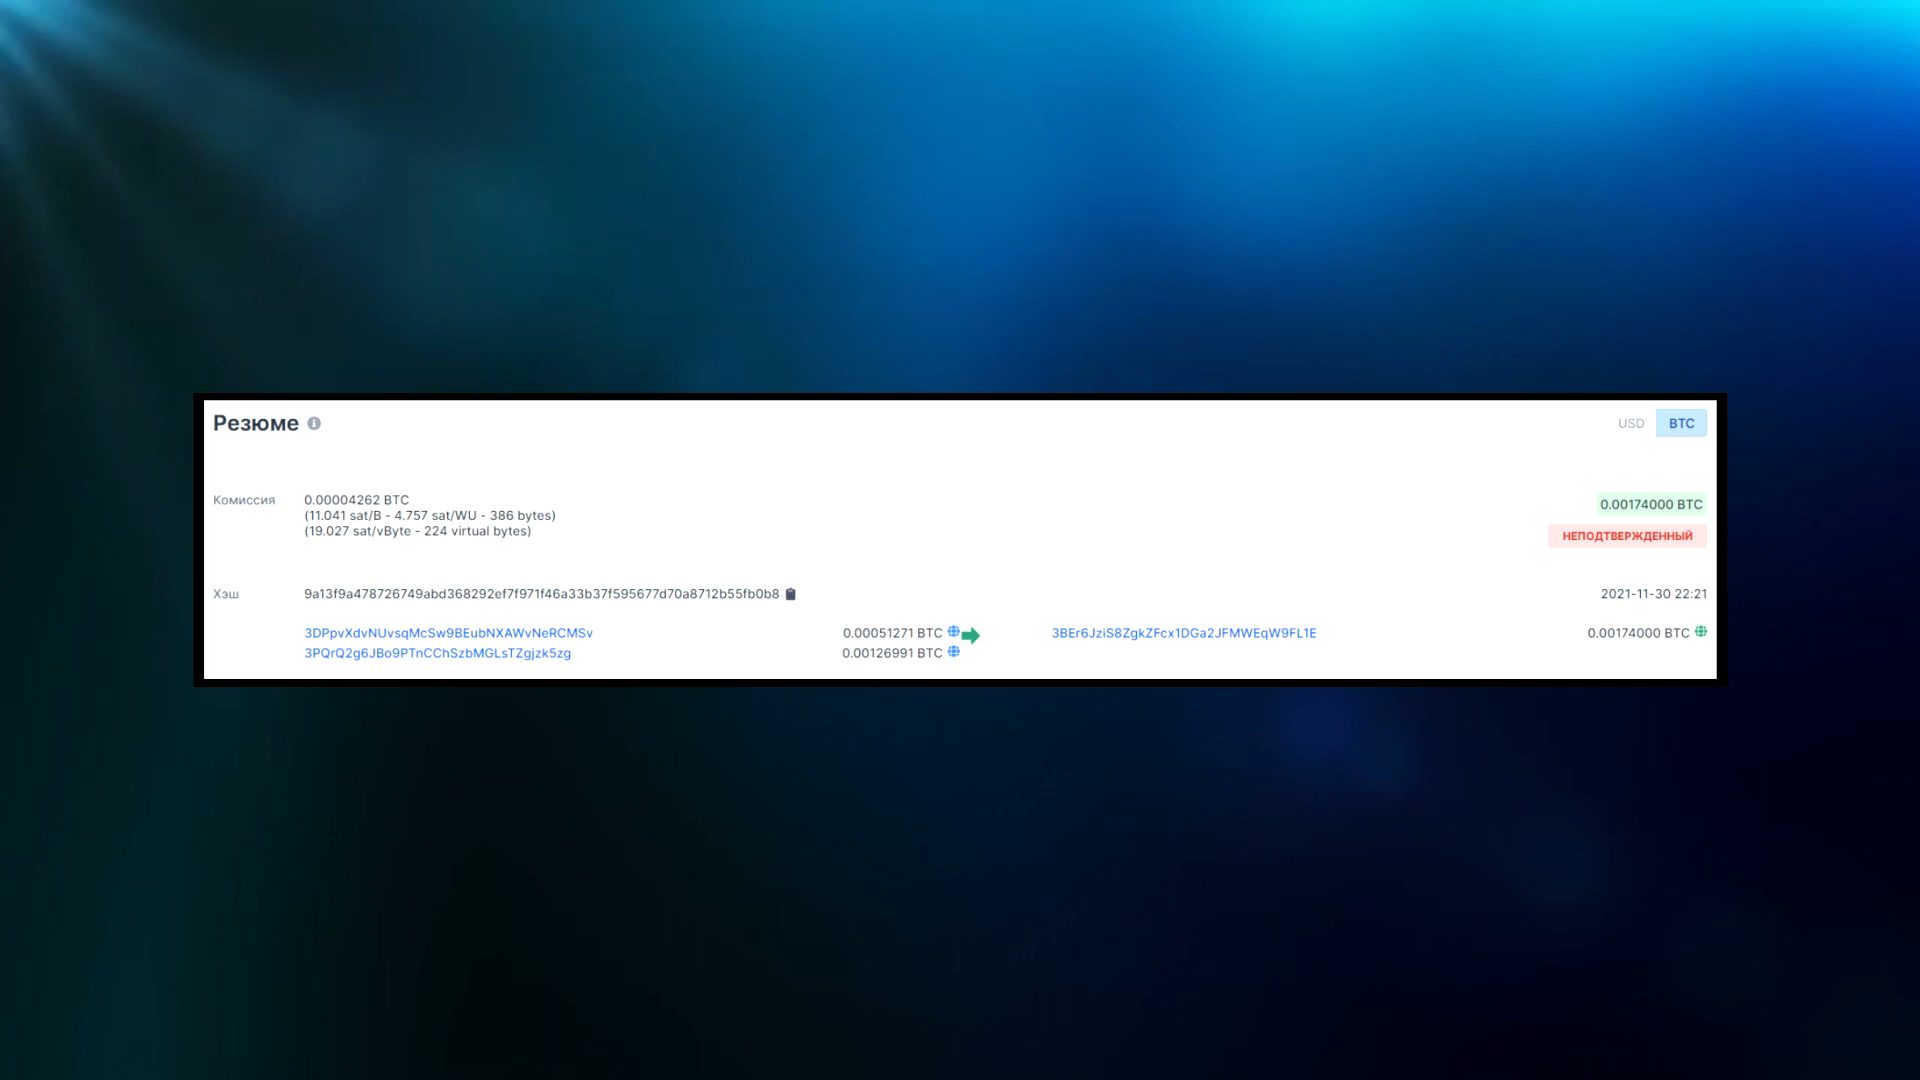 Резюме
USD BTC
Комиссия 0.00004262 BTC
(11.041 sat/B - 4.757 sat/WU - 386 bytes)
(19.027 sat/vByte - 224 virtual bytes)
0.00174000 BTC
НЕПОДТВЕРЖДЕННЫЙ
Хэш 9a13f9a478726749abd368292ef7f971f46a33b37f595677d70a8712b55fb0b8 2021-11-30 22:21
3DPpvXdvNUvsqMcSw9BEubNXAWvNeRCMSv 0.00051271 BTC 3BEr6JziS8ZgkZFcx1DGa2JFMWEqW9FL1E 0.00174000 BTC
3PQrQ2g6JBo9PTnCChSzbMGLsTZgjzk5zg 0.00126991 BTC